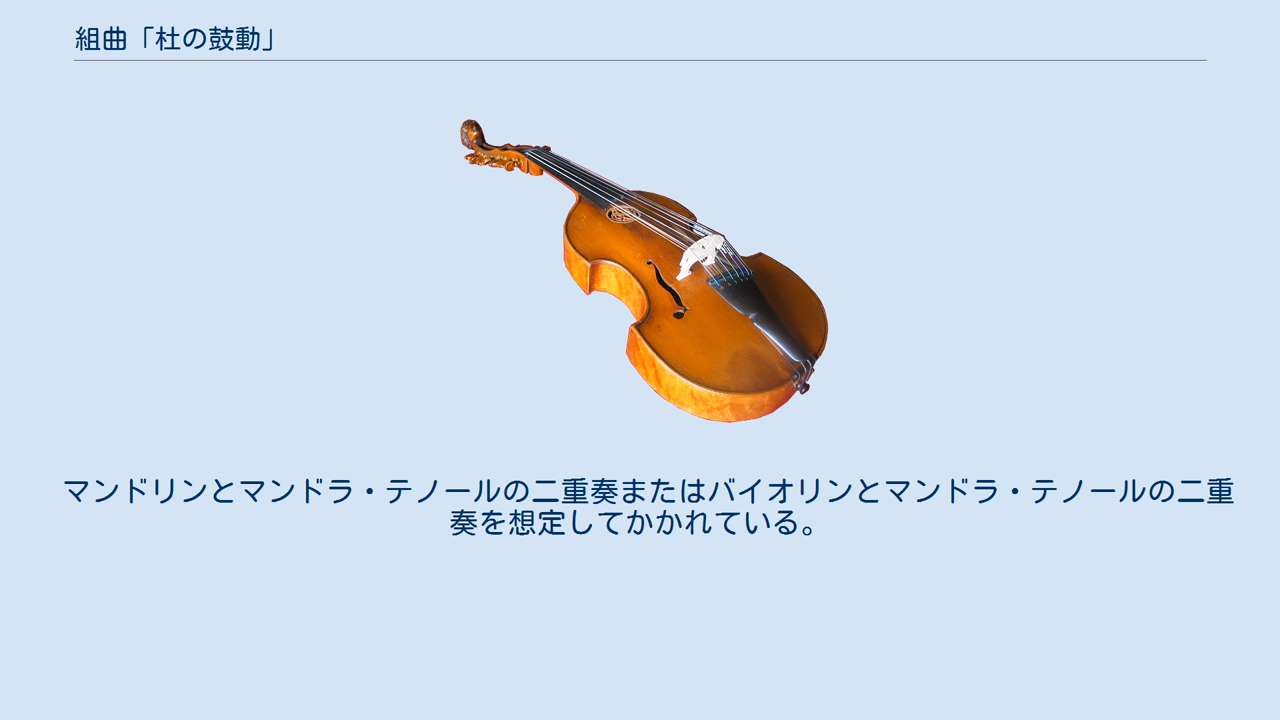 組曲「杜の鼓動」
マンドリンとマンドラ・テノールの二重奏またはバイオリンとマンドラ・テノールの二重
奏を想定してかかれている。